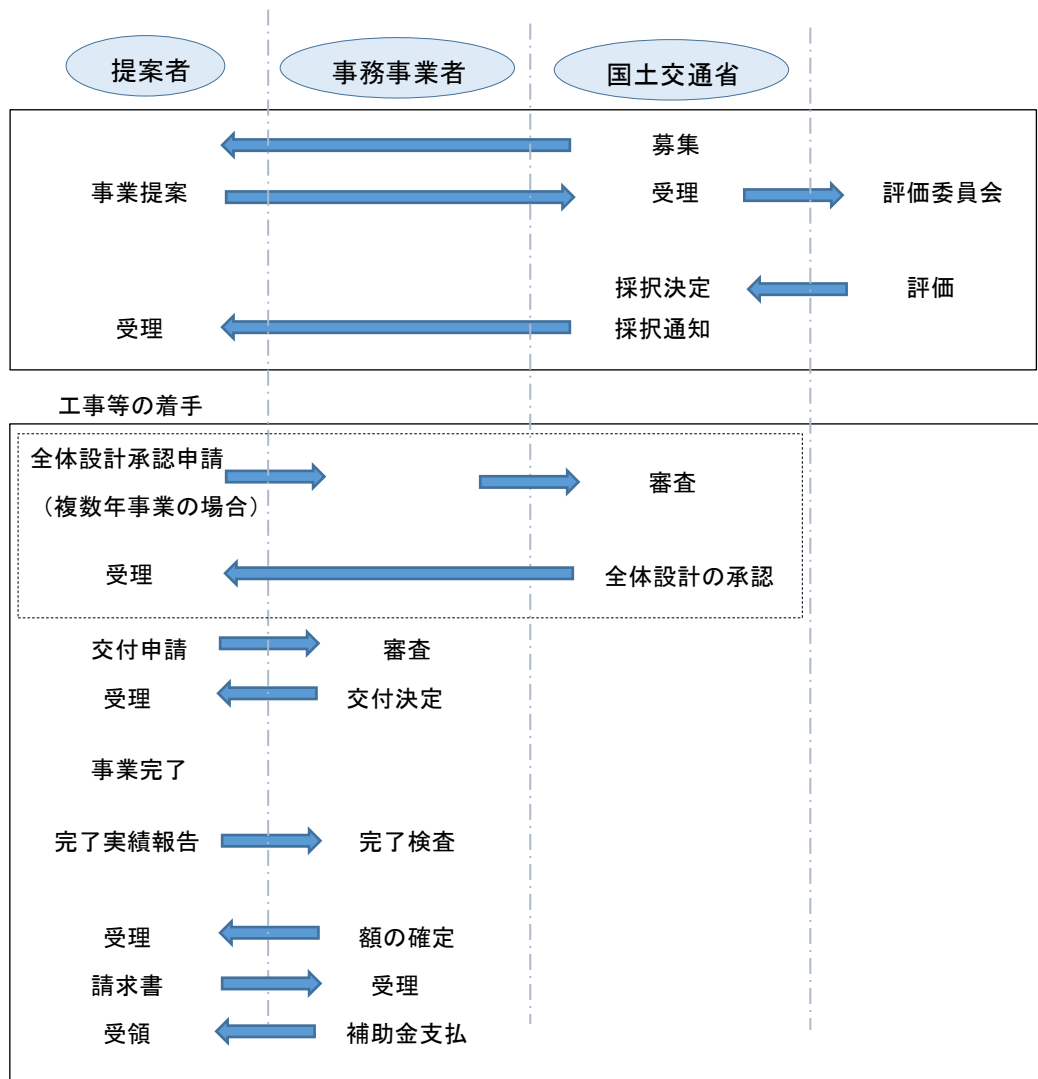 提案者
事務事業者
国土交通省
募集
事業提案
受理
評価委員会
採択決定
評価
受理
採択通知
工事等の着手
全体設計承認申請
（複数年事業の場合）
審査
受理
全体設計の承認
交付申請
審査
受理
交付決定
事業完了
完了実績報告
完了検査
受理
額の確定
請求書
受理
受領
補助金支払